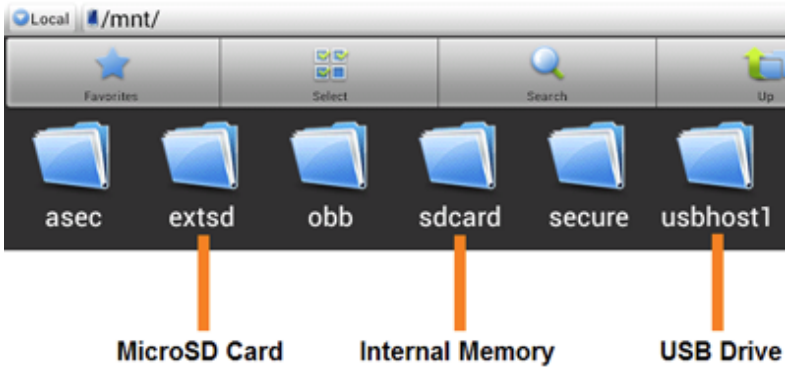 Local /mnt/
Favorites Select Search Up
asec extsd obb sdcard secure usbhost1
MicroSD Card Internal Memory USB Drive